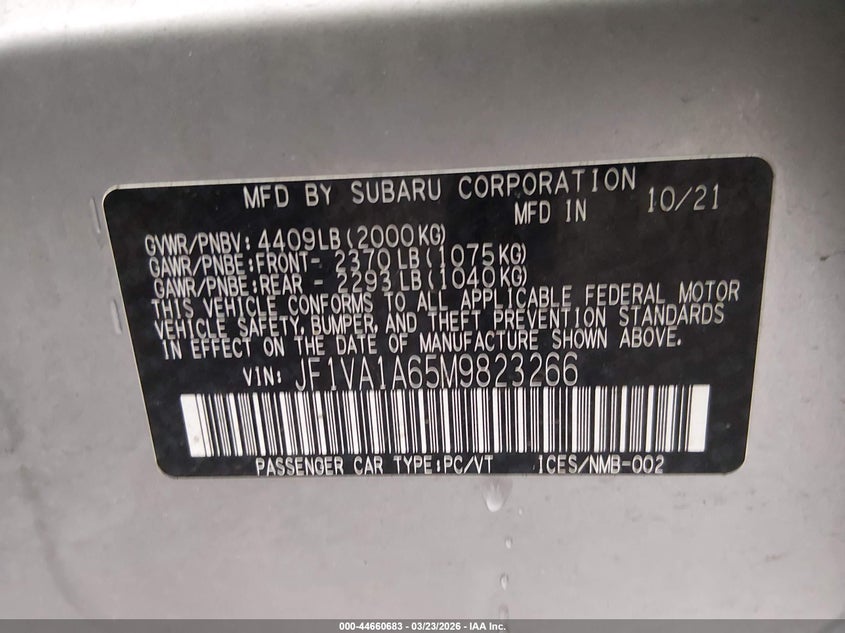 MFD BY SUBARU CORPORATION
MFD IN 10/21
GVWR/PNBV: 4409LB(2000KG)
GAWR/PNBE:FRONT- 2370LB(1075KG)
GAWR/PNBE:REAR - 2293LB(1040KG)
THIS VEHICLE CONFORMS TO ALL APPLICABLE FEDERAL MOTOR
VEHICLE SAFETY, BUMPER, AND THEFT PREVENTION STANDARDS
IN EFFECT ON THE DATE OF MANUFACTURE SHOWN ABOVE.
VIN: JF1VA1A65M9823266
PASSENGER CAR TYPE:PC/VT ICES/NMB-002
000-44660683 / 03/23/2026 - IAA Inc.